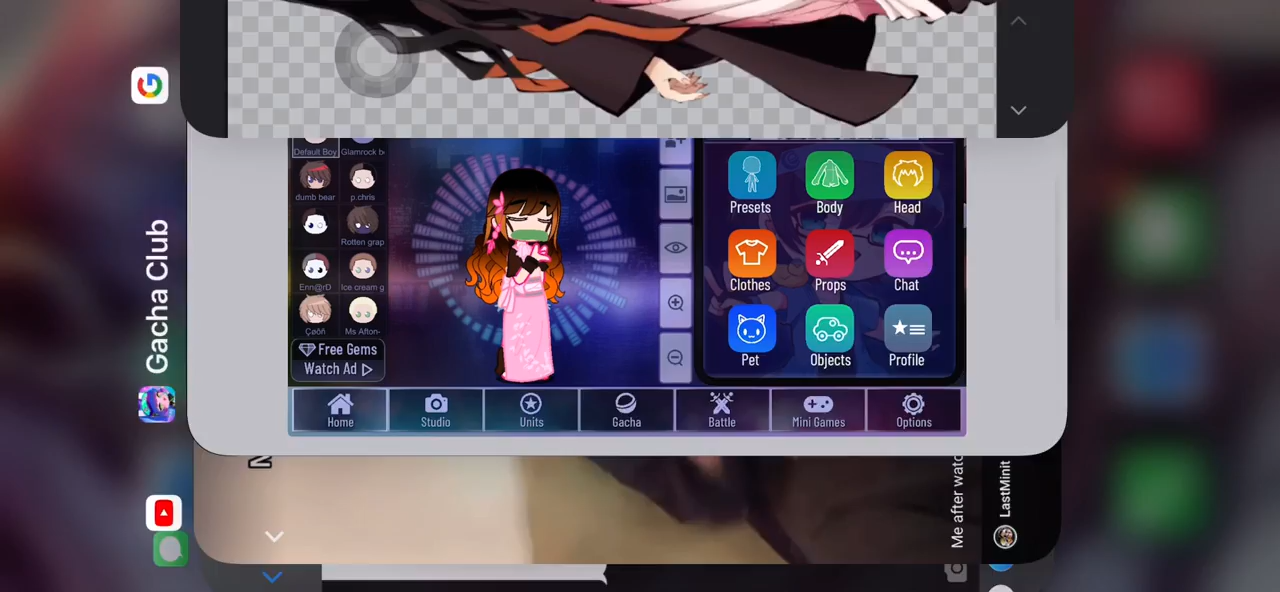 Gacha Club
Default Boy
Glamrock b
dumb bear
p.chris
Rotten grap
Enn@rD
Ice cream g
Ms Afton-
Free Gems
Watch Ad
Presets
Body
Head
Clothes
Props
Chat
Pet
Objects
Profile
Home
Studio
Units
Gacha
Battle
Mini Games
Options
Me after watc
LastMinit